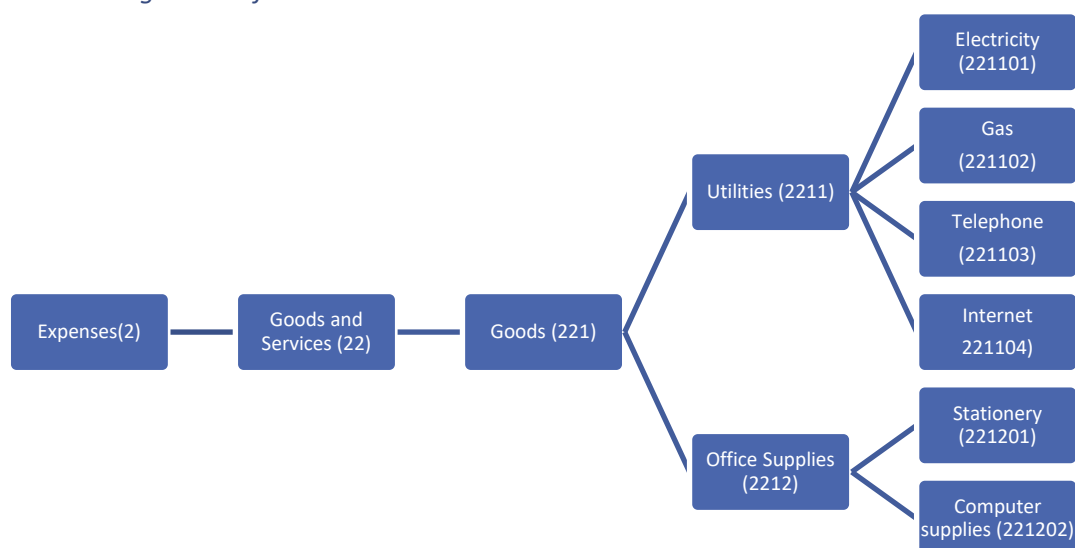 Electricity
(221101)
Gas
(221102)
Utilities (2211)
Telephone
(221103)
Expenses(2)
Goods and
Services (22)
Goods (221)
Internet
221104)
Office Supplies
(2212)
Stationery
(221201)
Computer
supplies (221202)